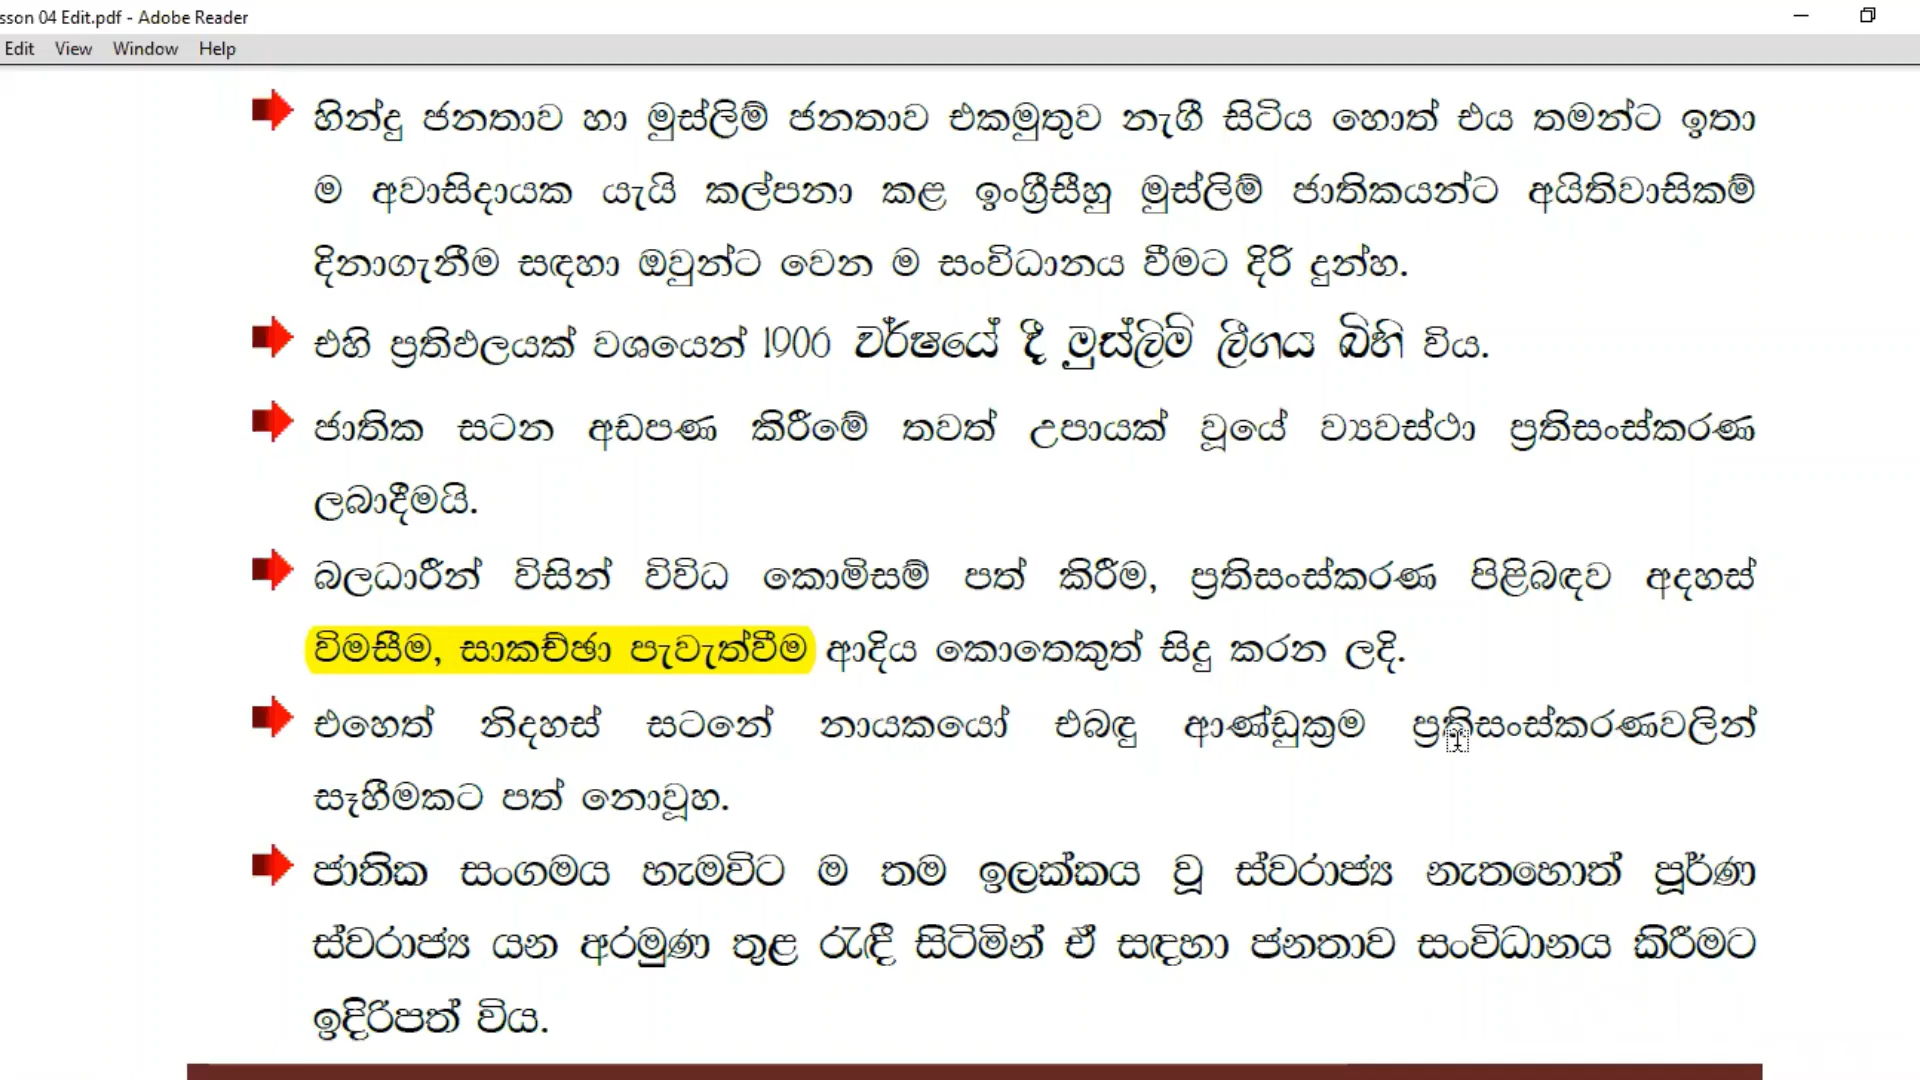 sson 04 Edit.pdf - Adobe Reader
Edit View Window Help
හින්දු ජනතාව හා මුස්ලිම් ජනතාව එකමුතුව නැගී සිටිය හොත් එය තමන්ට ඉතා
ම අවාසිදායක යැයි කල්පනා කළ ඉංග්‍රීසීහු මුස්ලිම් ජාතිකයන්ට අයිතිවාසිකම්
දිනාගැනීම සඳහා ඔවුන්ට වෙන ම සංවිධානය වීමට දිරි දුන්හ.
එහි ප්‍රතිඵලයක් වශයෙන් 1906 වර්ෂයේ දී මුස්ලිම් ලීගය බිහි විය.
ජාතික සටන අඩපණ කිරීමේ තවත් උපායක් වූයේ ව්‍යවස්ථා ප්‍රතිසංස්කරණ
ලබාදීමයි.
බලධාරීන් විසින් විවිධ කොමිසම් පත් කිරීම, ප්‍රතිසංස්කරණ පිළිබඳව අදහස්
විමසීම, සාකච්ඡා පැවැත්වීම ආදිය කොතෙකුත් සිදු කරන ලදි.
එහෙත් නිදහස් සටනේ නායකයෝ එබඳු ආණ්ඩුක්‍රම ප්‍රතිසංස්කරණවලින්
සෑහීමකට පත් නොවූහ.
ජාතික සංගමය හැමවිට ම තම ඉලක්කය වූ ස්වරාජ්‍ය නැතහොත් පූර්ණ
ස්වරාජ්‍ය යන අරමුණ තුළ රැඳී සිටිමින් ඒ සඳහා ජනතාව සංවිධානය කිරීමට
ඉදිරිපත් විය.